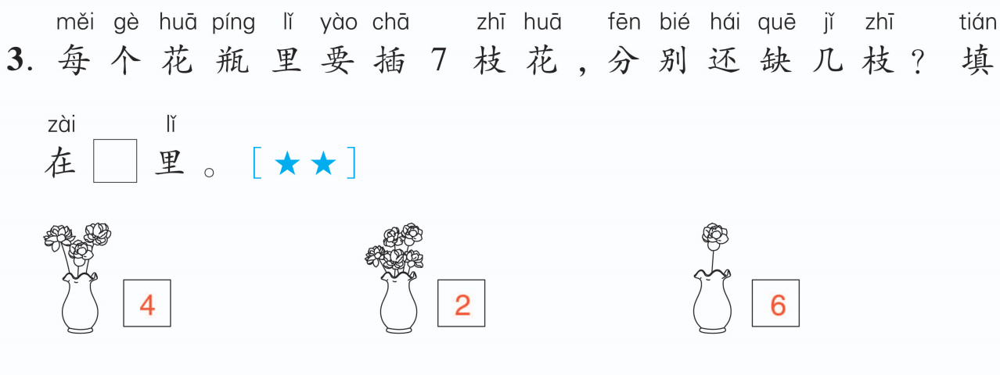 měi gè huā píng lǐ yào chā zhī huā fēn bié hái quē jǐ zhī tián
3. 每个花瓶里要插 7 枝花，分别还缺几枝？填
zài lǐ
在 □ 里。［★★］
4 2 6